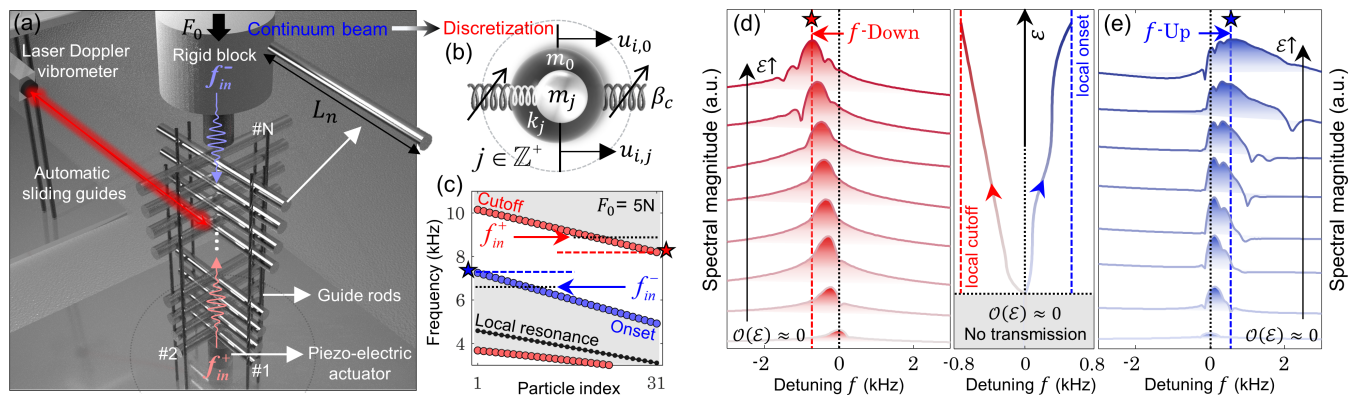 (a)
F₀
Continuum beam
Discretization
Laser Doppler
vibrometer
Rigid block
f⁻in
Lₙ
#N
Automatic
sliding guides
Guide rods
#2
f⁺in
#1
Piezo-electric
actuator
(b)
m₀
uᵢ,₀
mⱼ
βc
kⱼ
j ∈ ℤ⁺
uᵢ,ⱼ
(c)
Cutoff
F₀ = 5N
f⁺in
f⁻in
Onset
Local resonance
Frequency (kHz)
10
8
6
4
1
31
Particle index
(d)
f-Down
ℰ↑
𝒪(ℰ) ≈ 0
Spectral magnitude (a.u.)
-2
0
2
Detuning f (kHz)
ℰ
local onset
local cutoff
𝒪(ℰ) ≈ 0
No transmission
-0.8
0
0.8
Detuning f (kHz)
(e)
f-Up
ℰ↑
𝒪(ℰ) ≈ 0
Spectral magnitude (a.u.)
-2
0
2
Detuning f (kHz)